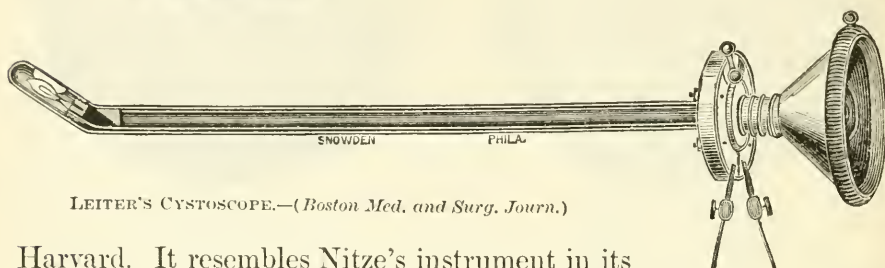 SNOWDEN PHILA.
LEITER'S CYSTOSCOPE.—(Boston Med. and Surg. Journ.)
Harvard. It resembles Nitze's instrument in its